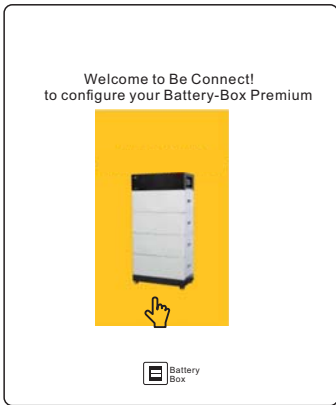 Welcome to Be Connect!
to configure your Battery-Box Premium
Battery
Box